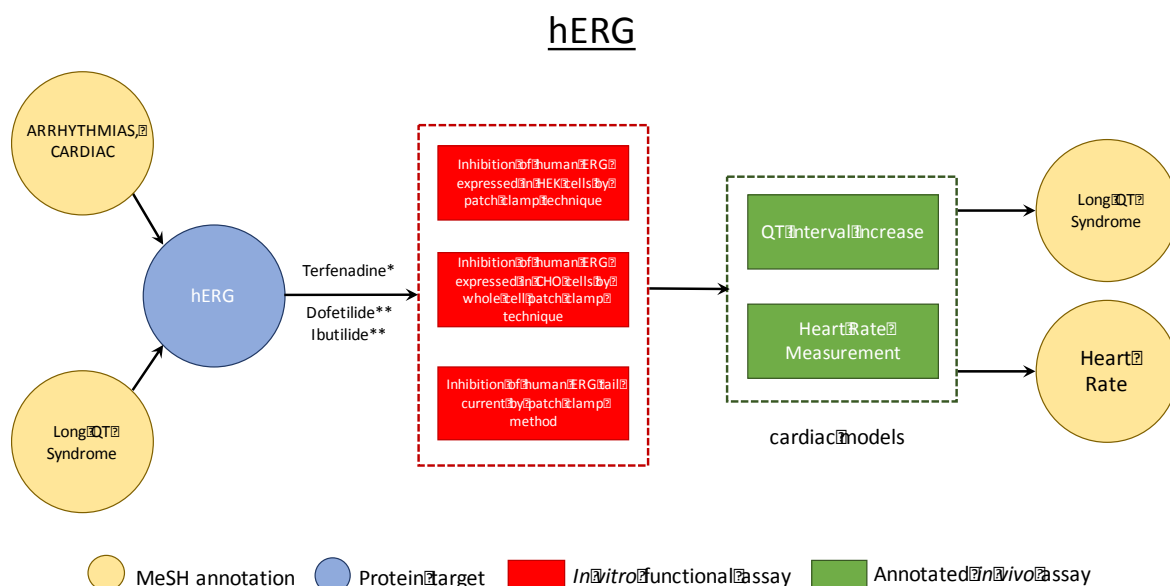 hERG
ARRHYTHMIAS,
CARDIAC
Long QT
Syndrome
hERG
Terfenadine*
Dofetilide**
Ibutilide**
Inhibition of human ERG
expressed in HEK cells by
patch clamp technique
Inhibition of human ERG
expressed in CHO cells by
whole cell patch clamp
technique
Inhibition of human ERG tail
current by patch clamp
method
QT Interval Increase
Heart Rate
Measurement
cardiac models
Long QT
Syndrome
Heart
Rate
MeSH annotation
Protein target
In vitro functional assay
Annotated in vivo assay